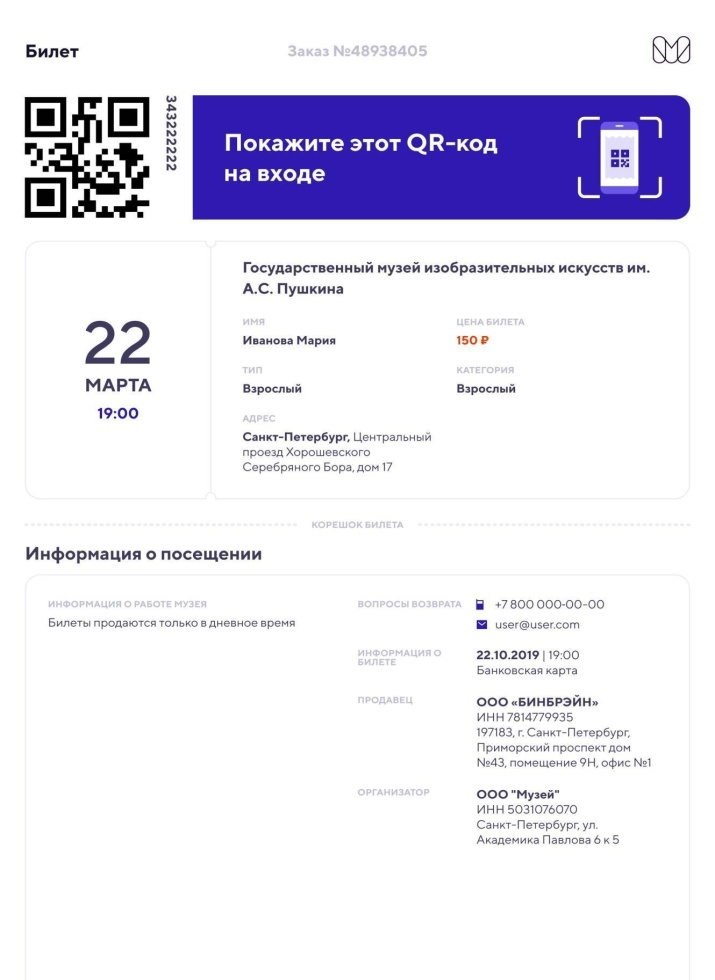 Билет
Заказ №48938405
343222222
Покажите этот QR-код
на входе
22
МАРТА
19:00
Государственный музей изобразительных искусств им.
А.С. Пушкина
ИМЯ
Иванова Мария
ЦЕНА БИЛЕТА
150 ₽
ТИП
Взрослый
КАТЕГОРИЯ
Взрослый
АДРЕС
Санкт-Петербург, Центральный
проезд Хорошевского
Серебряного Бора, дом 17
КОРЕШОК БИЛЕТА
Информация о посещении
ИНФОРМАЦИЯ О РАБОТЕ МУЗЕЯ
Билеты продаются только в дневное время
ВОПРОСЫ ВОЗВРАТА
+7 800 000-00-00
user@user.com
ИНФОРМАЦИЯ О
БИЛЕТЕ
22.10.2019 | 19:00
Банковская карта
ПРОДАВЕЦ
ООО «БИНБРЭЙН»
ИНН 7814779935
197183, г. Санкт-Петербург,
Приморский проспект дом
№43, помещение 9Н, офис №1
ОРГАНИЗАТОР
ООО "Музей"
ИНН 5031076070
Санкт-Петербург, ул.
Академика Павлова 6 к 5